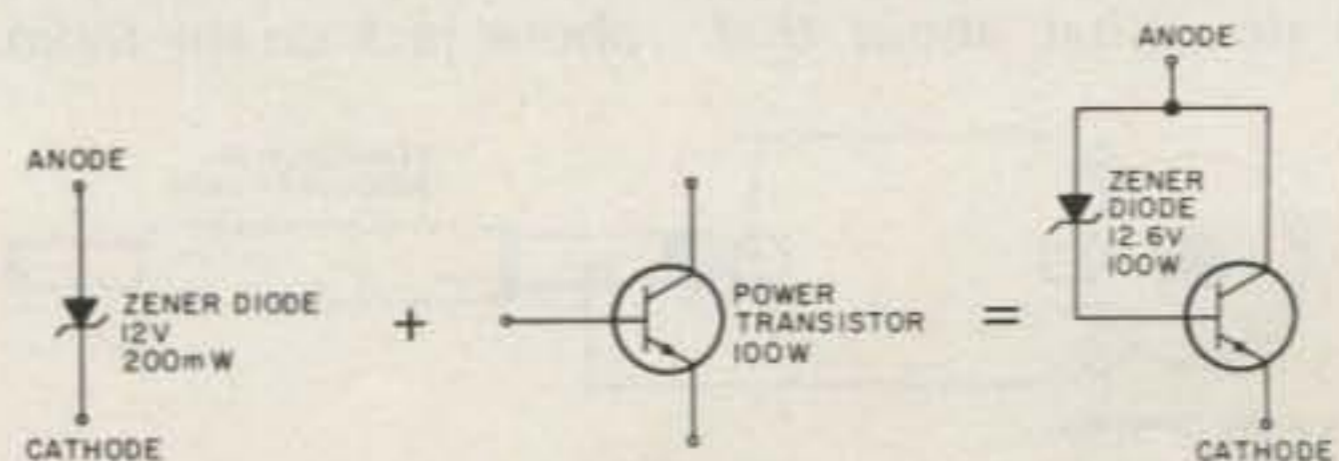 ANODE
ZENER DIODE
12V
200mW
CATHODE
+
POWER
TRANSISTOR
100W
=
ANODE
ZENER
DIODE
12.6V
100W
CATHODE